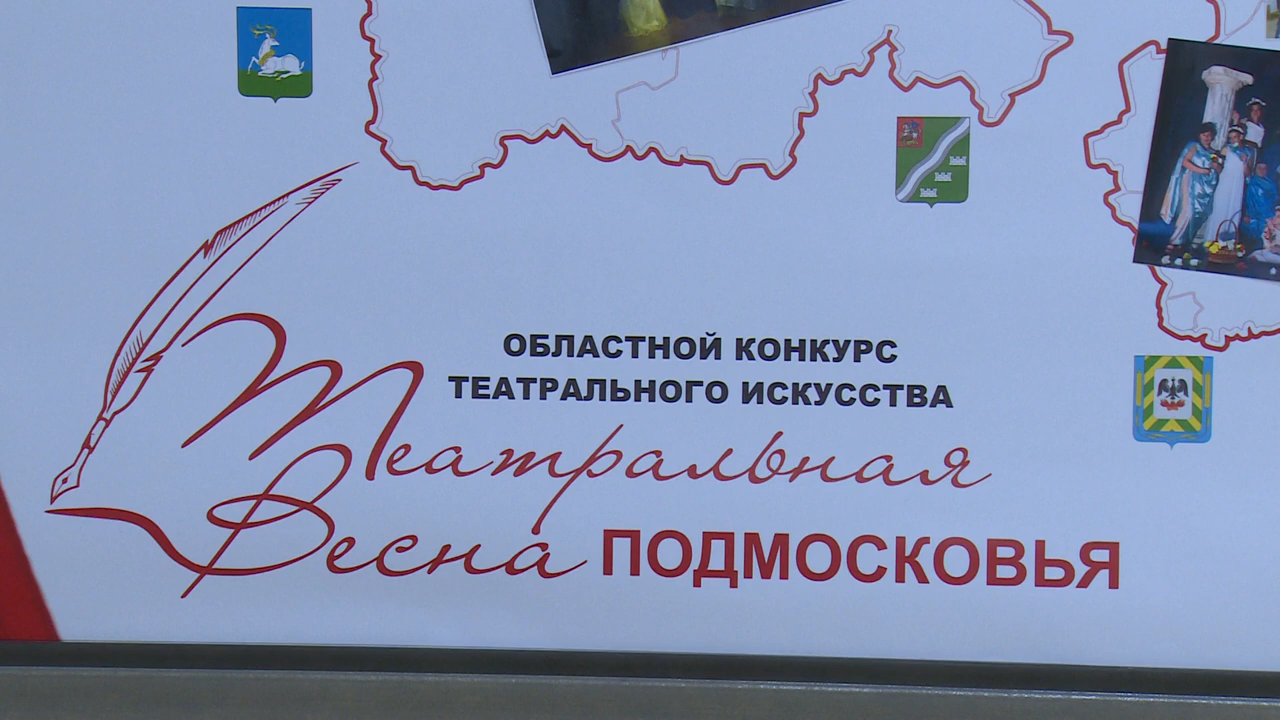 ОБЛАСТНОЙ КОНКУРС
ТЕАТРАЛЬНОГО ИСКУССТВА
Театральная
Весна ПОДМОСКОВЬЯ